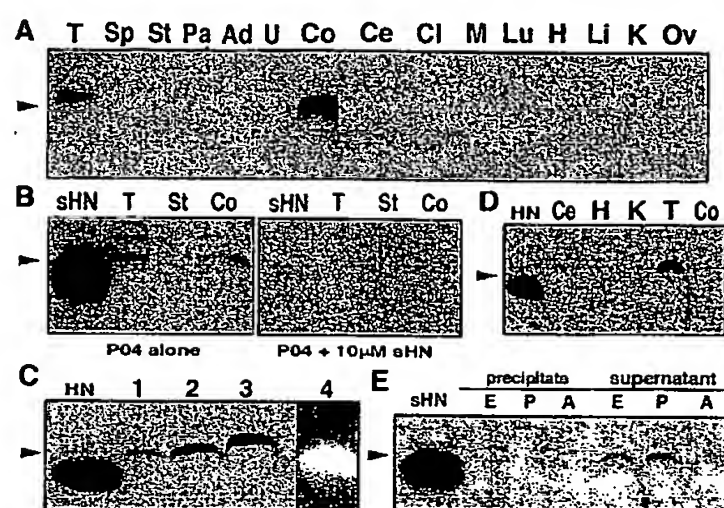 A T Sp St Pa Ad U Co Ce Cl M Lu H Li K Ov
B sHN T St Co sHN T St Co
P04 alone P04 + 10µM sHN
D HN Ce H K T Co
C HN 1 2 3 4
E precipitate supernatant
sHN E P A E P A